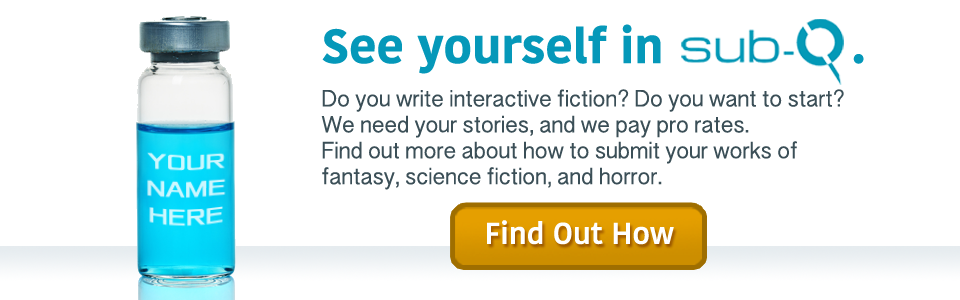 See yourself in sub-Q.
Do you write interactive fiction? Do you want to start?
We need your stories, and we pay pro rates.
Find out more about how to submit your works of
fantasy, science fiction, and horror.
Find Out How
YOUR
NAME
HERE